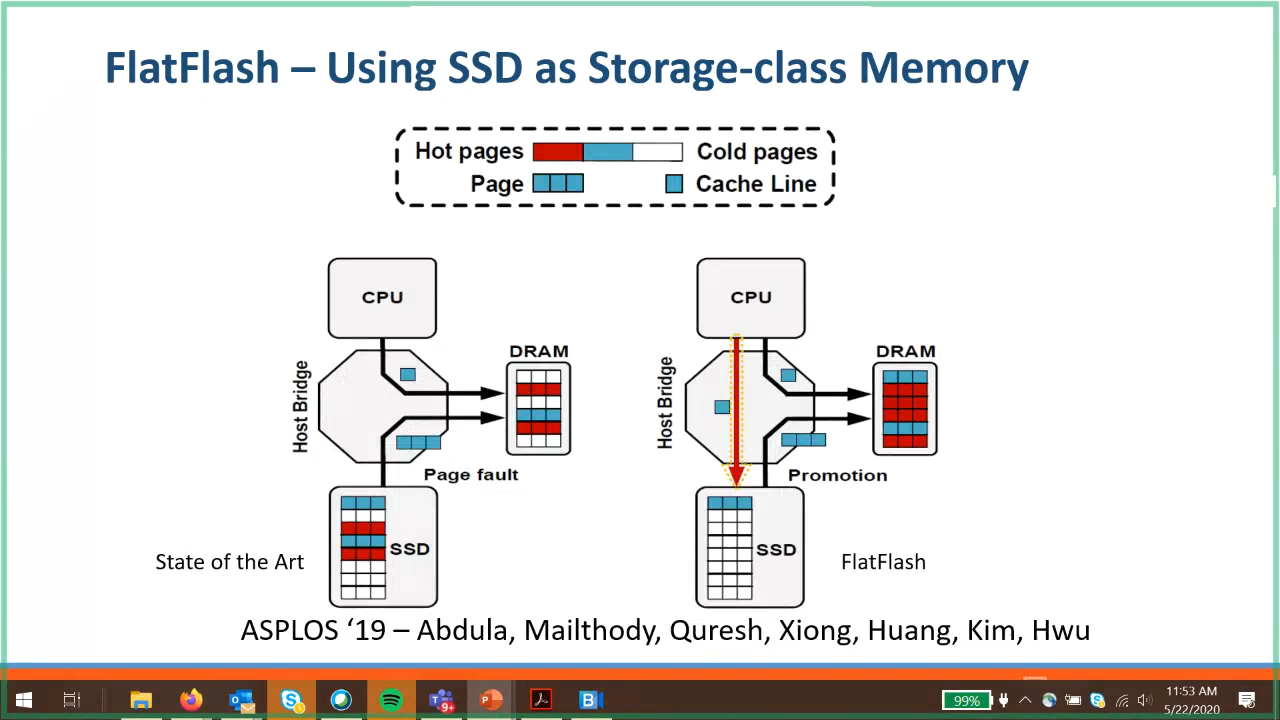 FlatFlash – Using SSD as Storage-class Memory
Hot pages Cold pages
Page Cache Line
CPU
DRAM
Host Bridge
Page fault
SSD
State of the Art
CPU
DRAM
Host Bridge
Promotion
SSD
FlatFlash
ASPLOS ‘19 – Abdula, Mailthody, Quresh, Xiong, Huang, Kim, Hwu
99%
11:53 AM
5/22/2020
9+